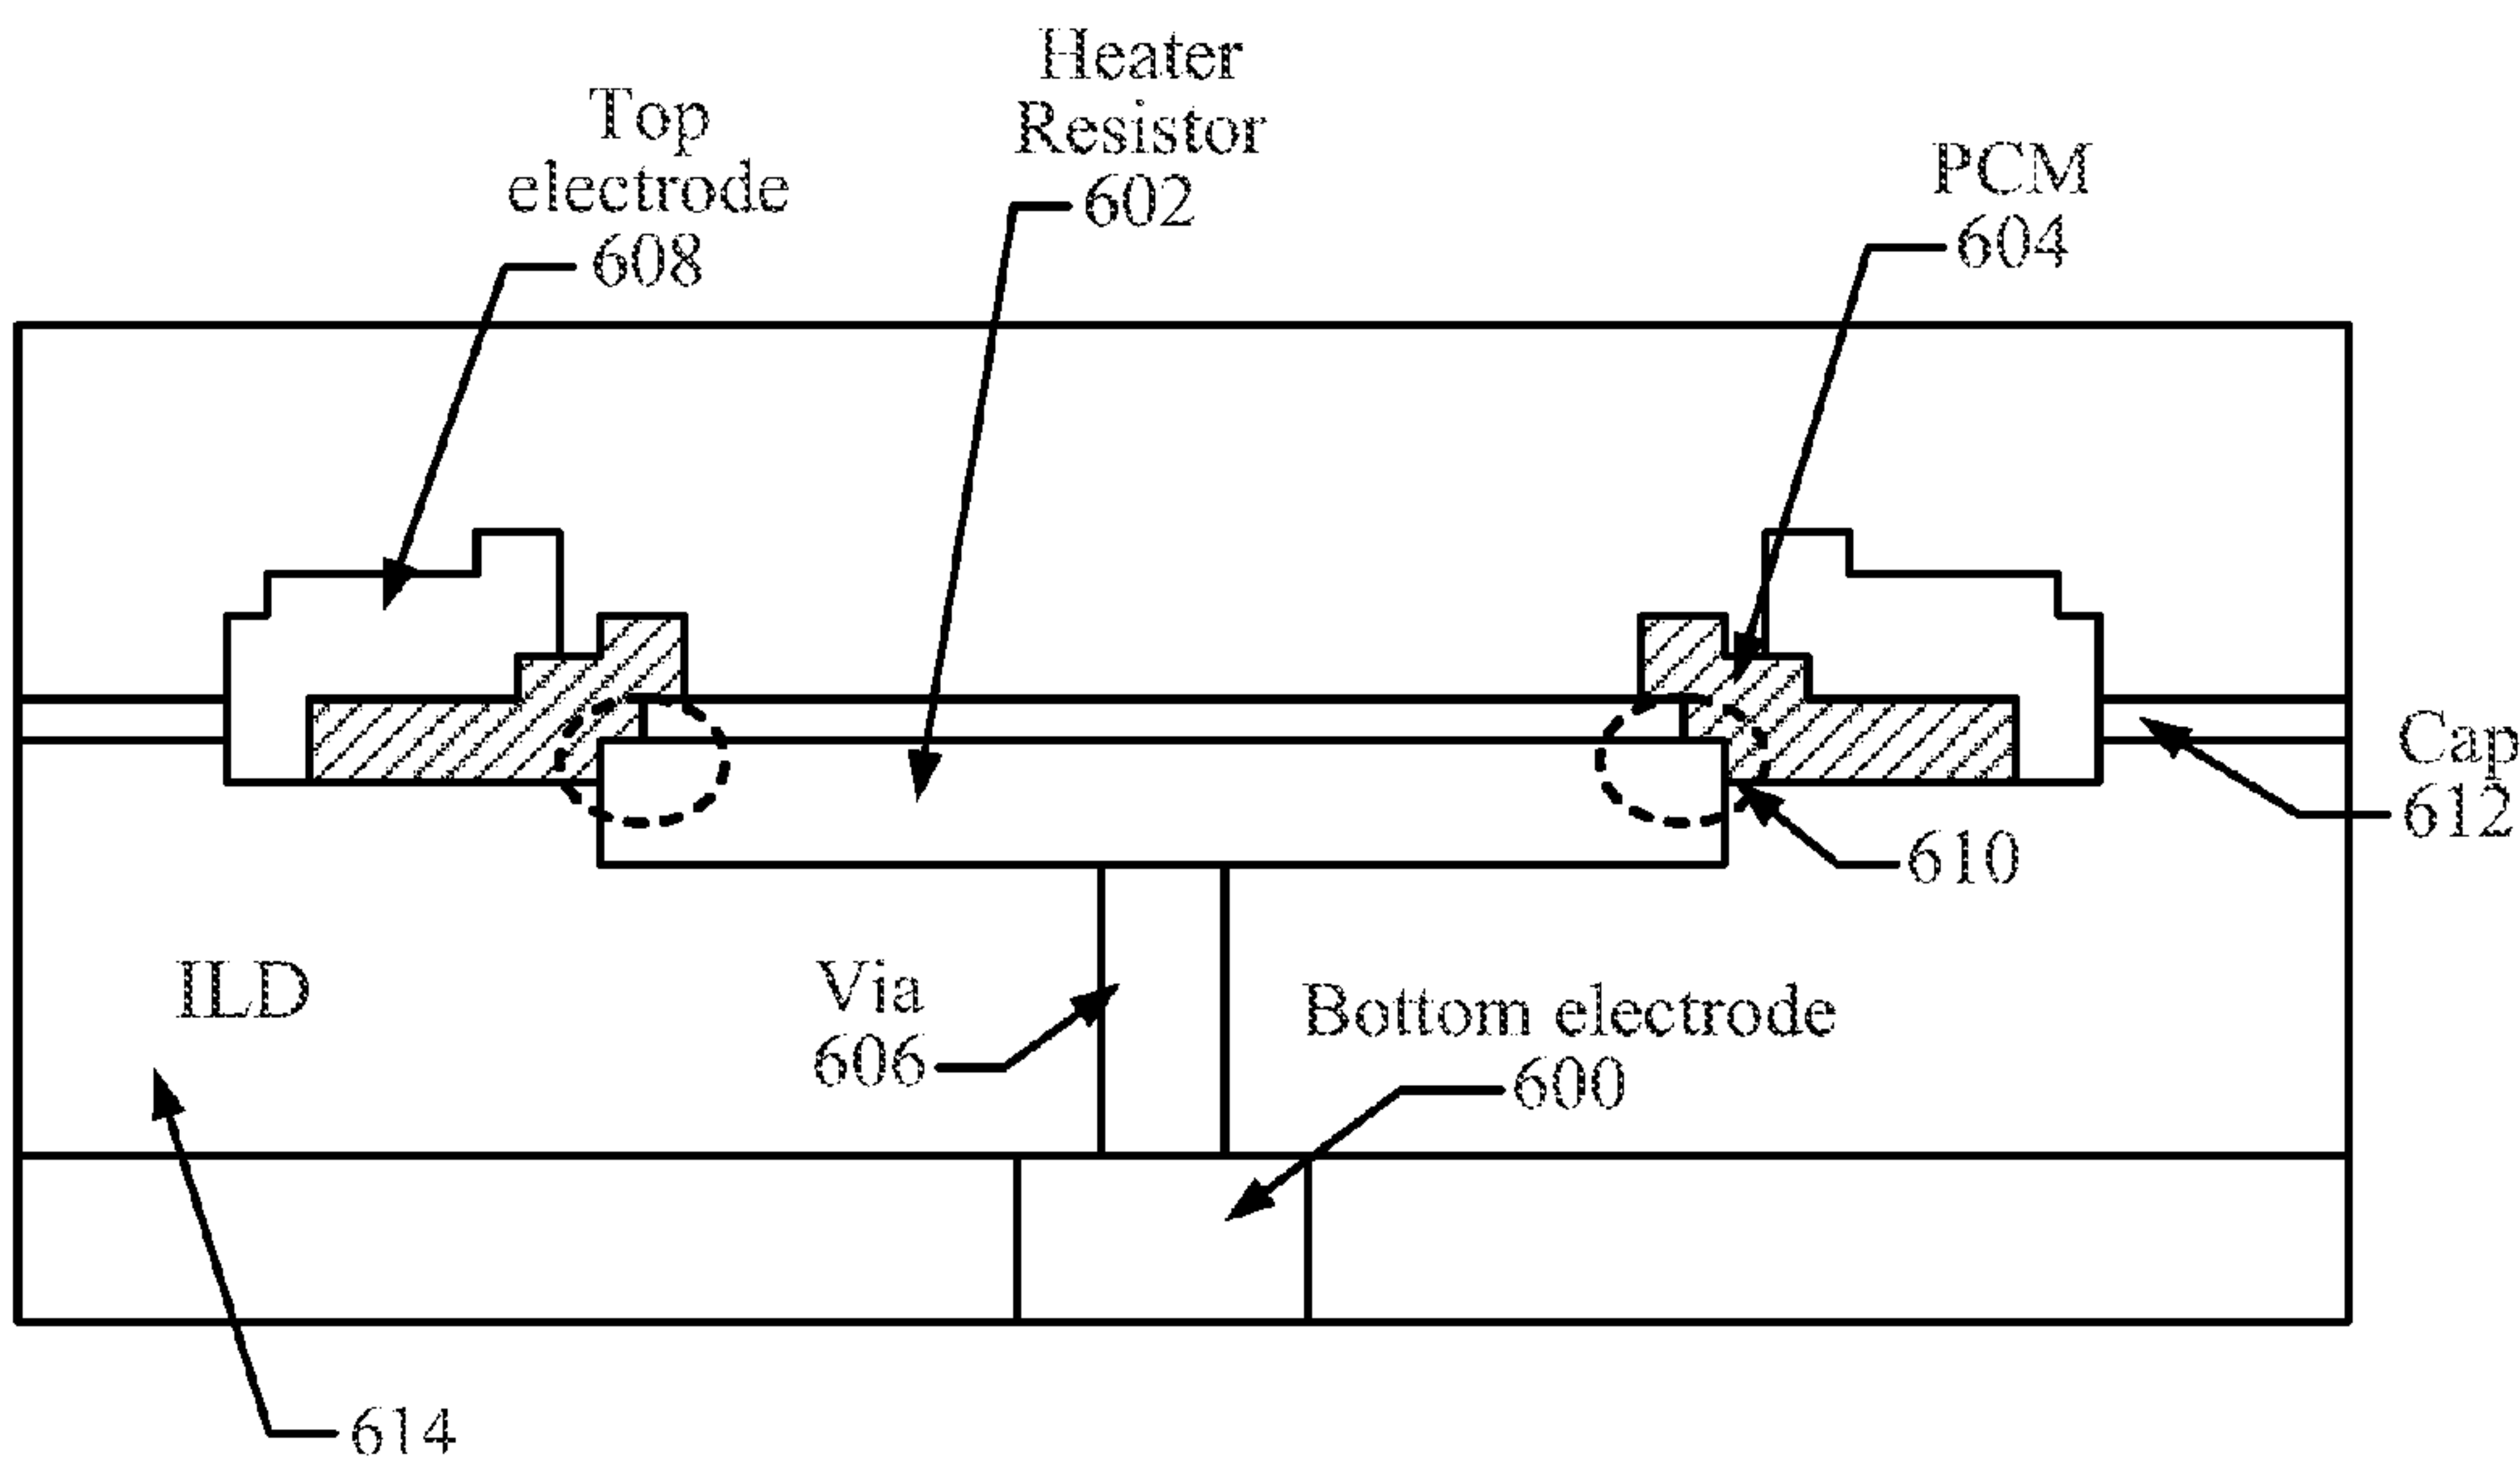 Heater
Resistor
602
Top
electrode
608
PCM
604
Cap
612
610
ILD
Via
606
Bottom electrode
600
614